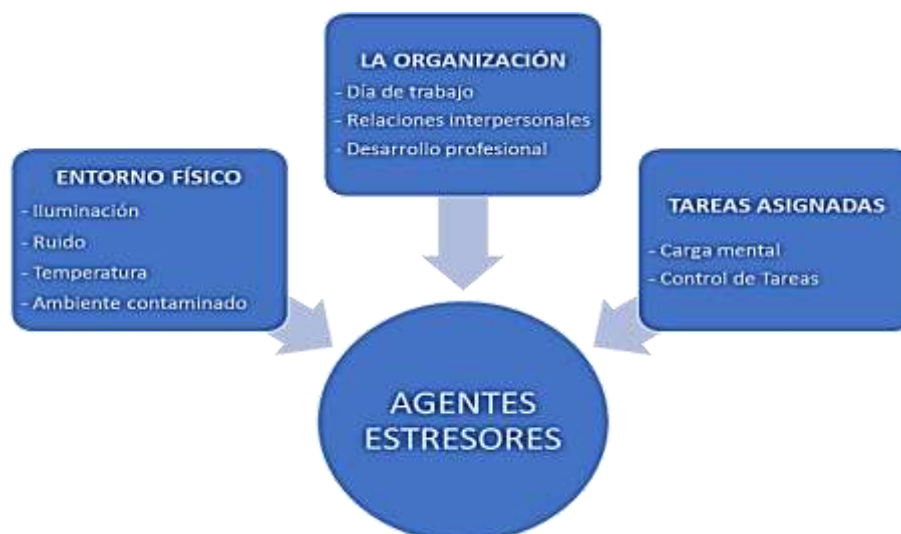 LA ORGANIZACIÓN
- Día de trabajo
- Relaciones interpersonales
- Desarrollo profesional
ENTORNO FÍSICO
- Iluminación
- Ruido
- Temperatura
- Ambiente contaminado
TAREAS ASIGNADAS
- Carga mental
- Control de Tareas
AGENTES
ESTRESORES